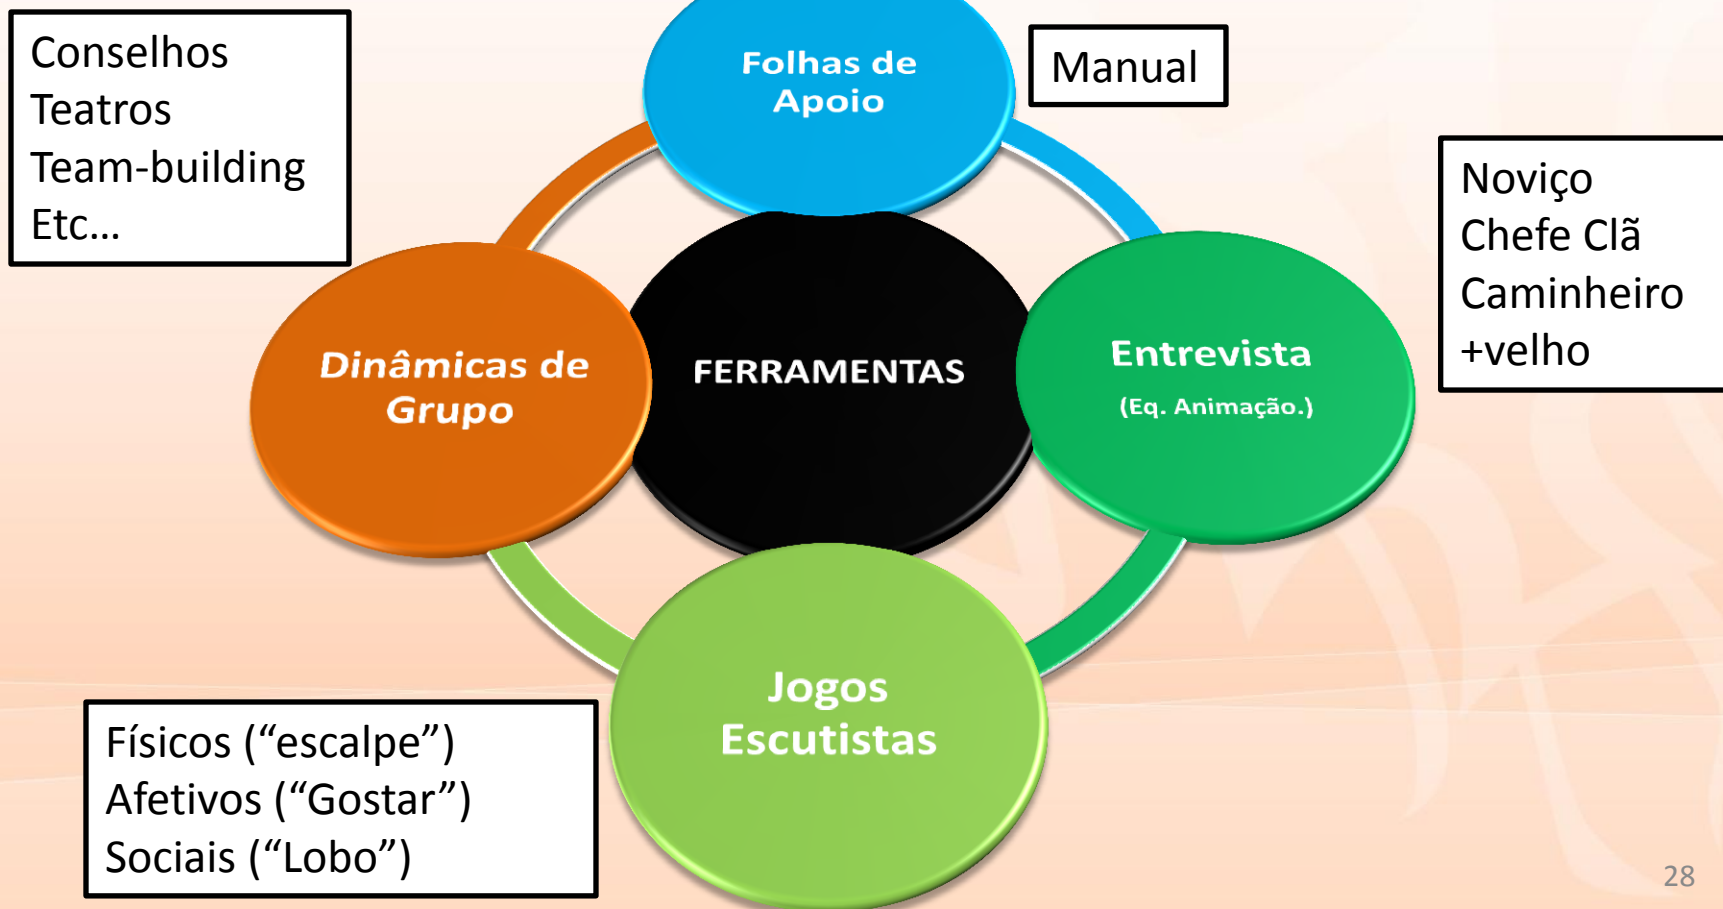 Conselhos
Teatros
Team-building
Etc...
Folhas de
Apoio
Manual
Noviço
Chefe Clã
Caminheiro
+velho
Dinâmicas de
Grupo
FERRAMENTAS
Entrevista
(Eq. Animação.)
Jogos
Escutistas
Físicos (“escalpe”)
Afetivos (“Gostar”)
Sociais (“Lobo”)
28